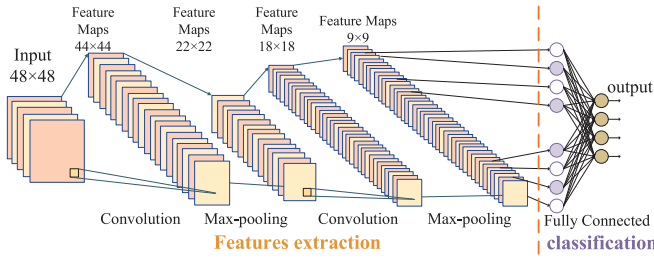 Input
48×48
Feature
Maps
44×44
Feature
Maps
22×22
Feature
Maps
18×18
Feature Maps
9×9
output
Convolution
Max-pooling
Convolution
Max-pooling
Fully Connected
Features extraction
classification